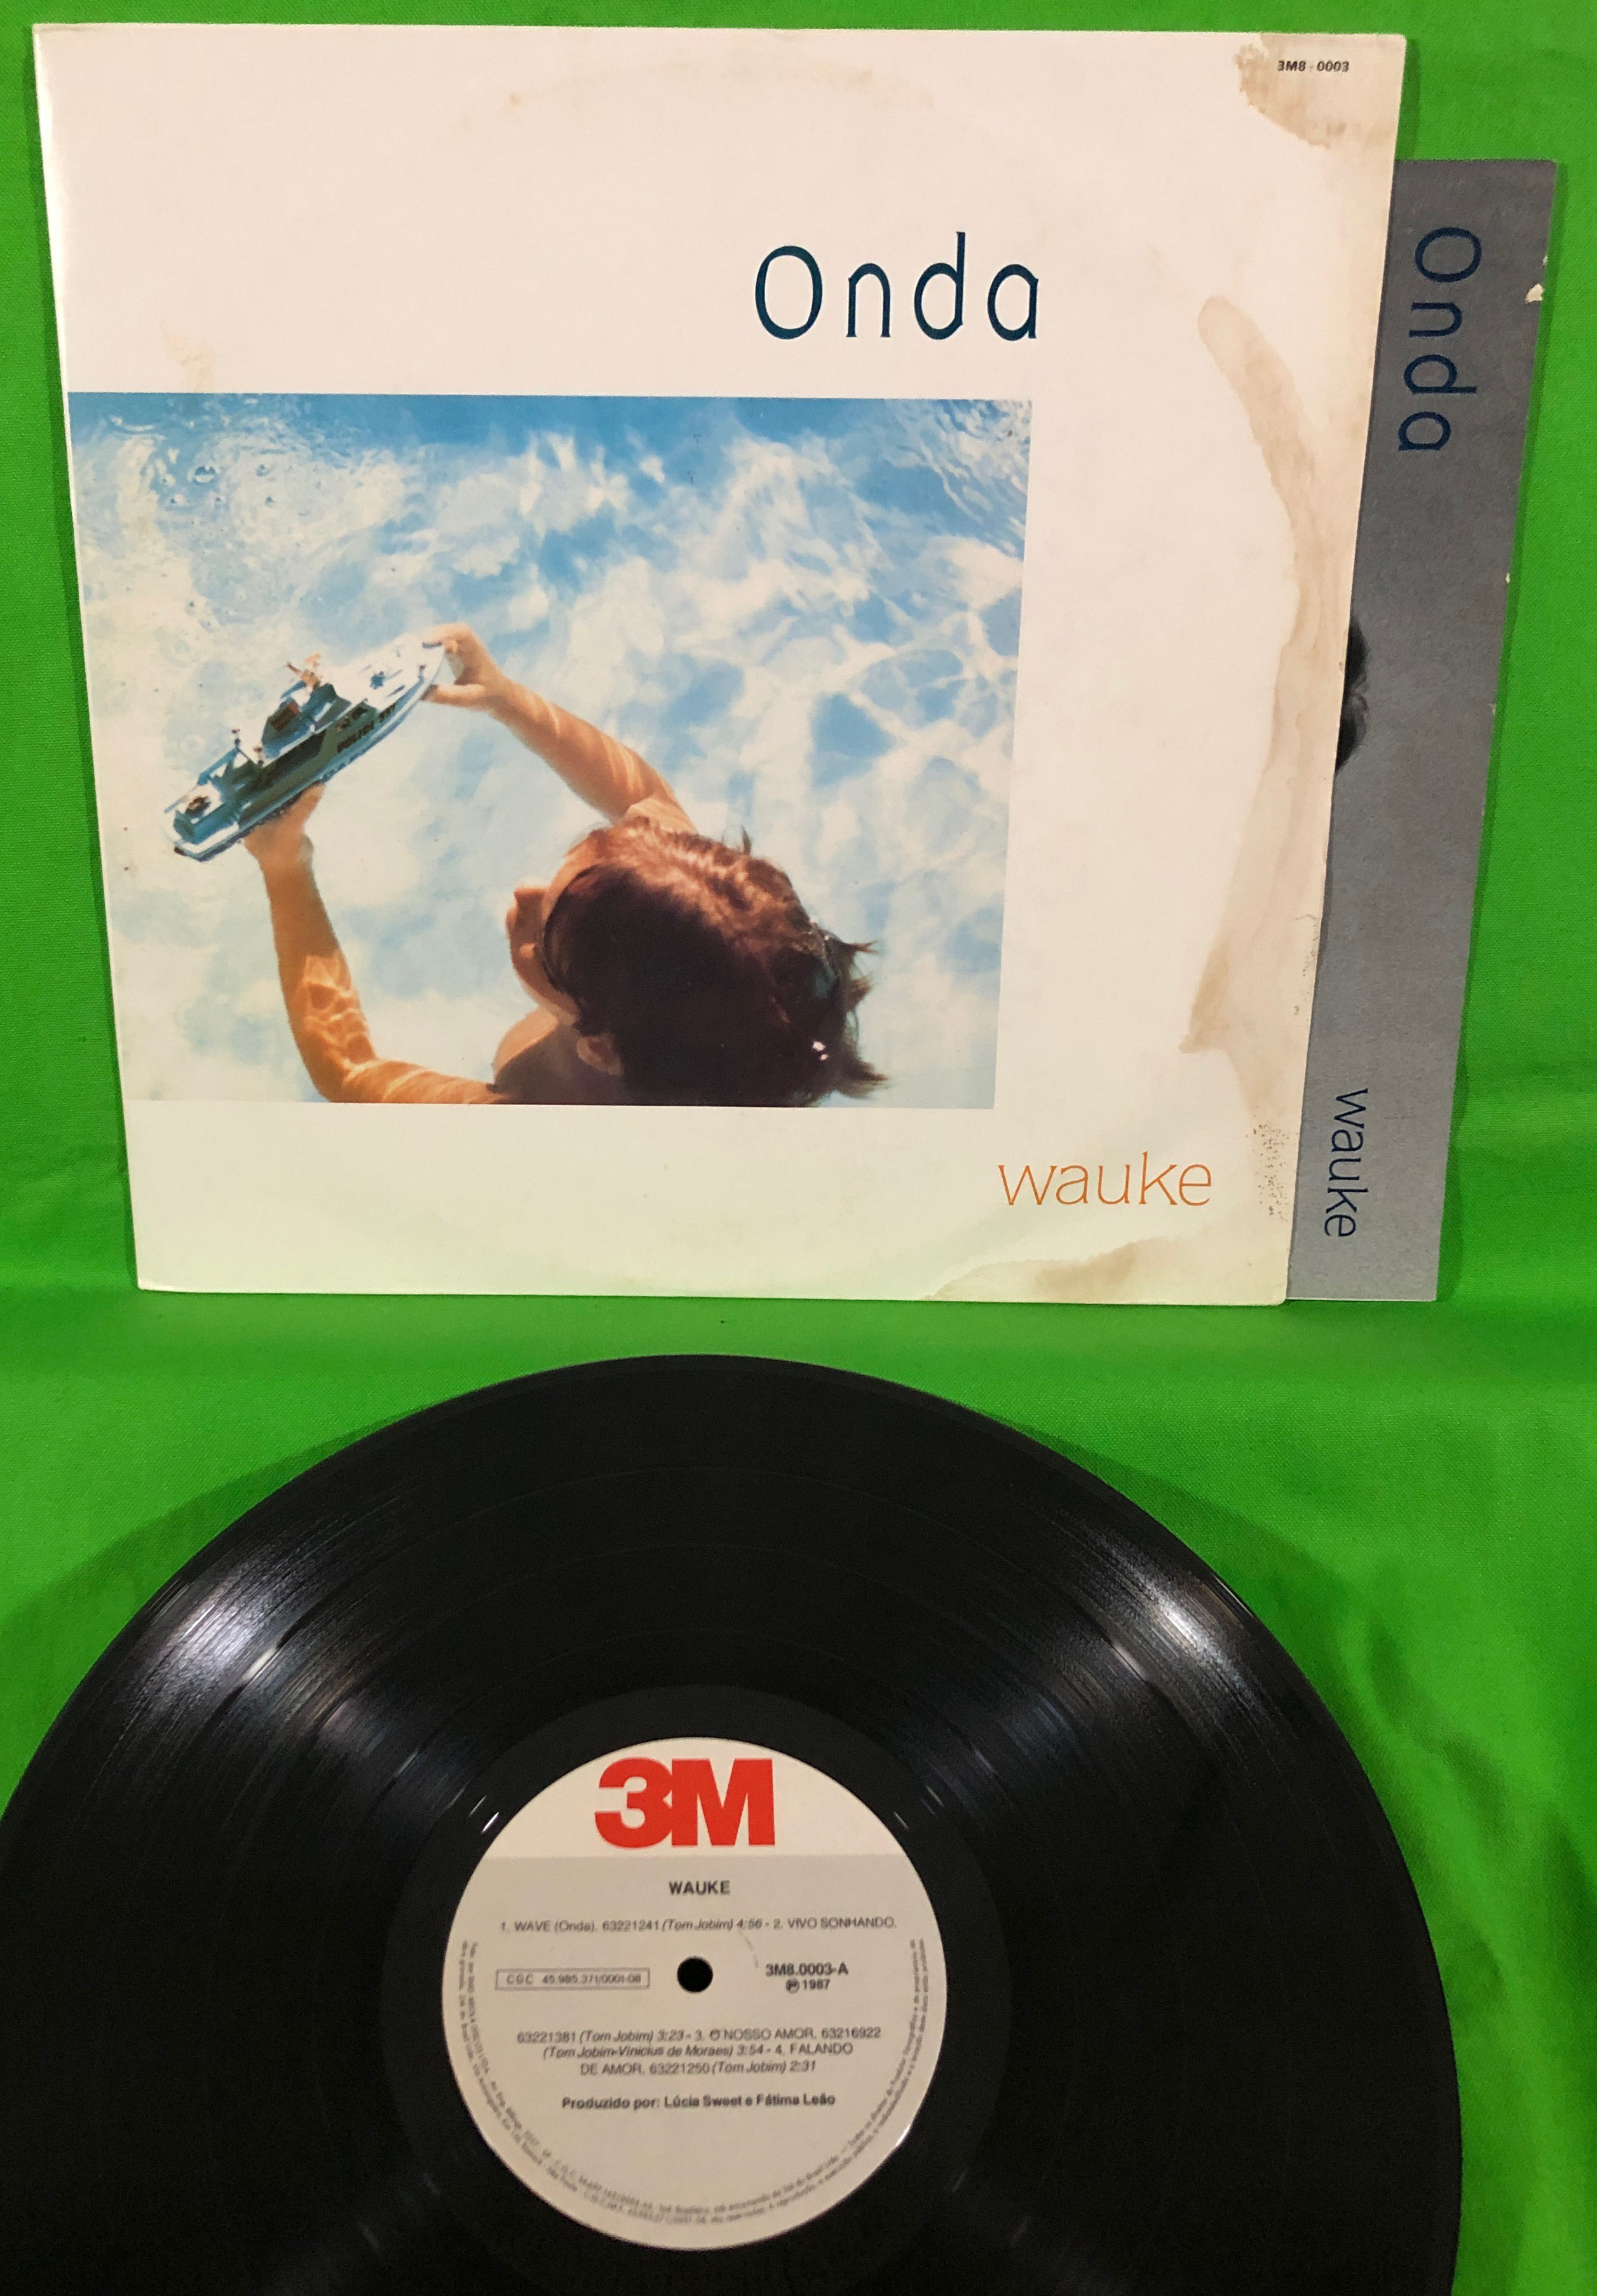 3M8-0003
Onda
wauke
Onda
wauke
3M
WAUKE
1. WAVE (Onda). 63221241 (Tom Jobim) 4:56 - 2. VIVO SONHANDO.
CGC 45.985.371/0001-08
3M8.0003-A
℗ 1987
63221381 (Tom Jobim) 3:23 - 3. O NOSSO AMOR. 63216922
(Tom Jobim-Vinicius de Moraes) 3:54 - 4. FALANDO
DE AMOR. 63221250 (Tom Jobim) 2:31
Produzido por: Lúcia Sweet e Fátima Leão